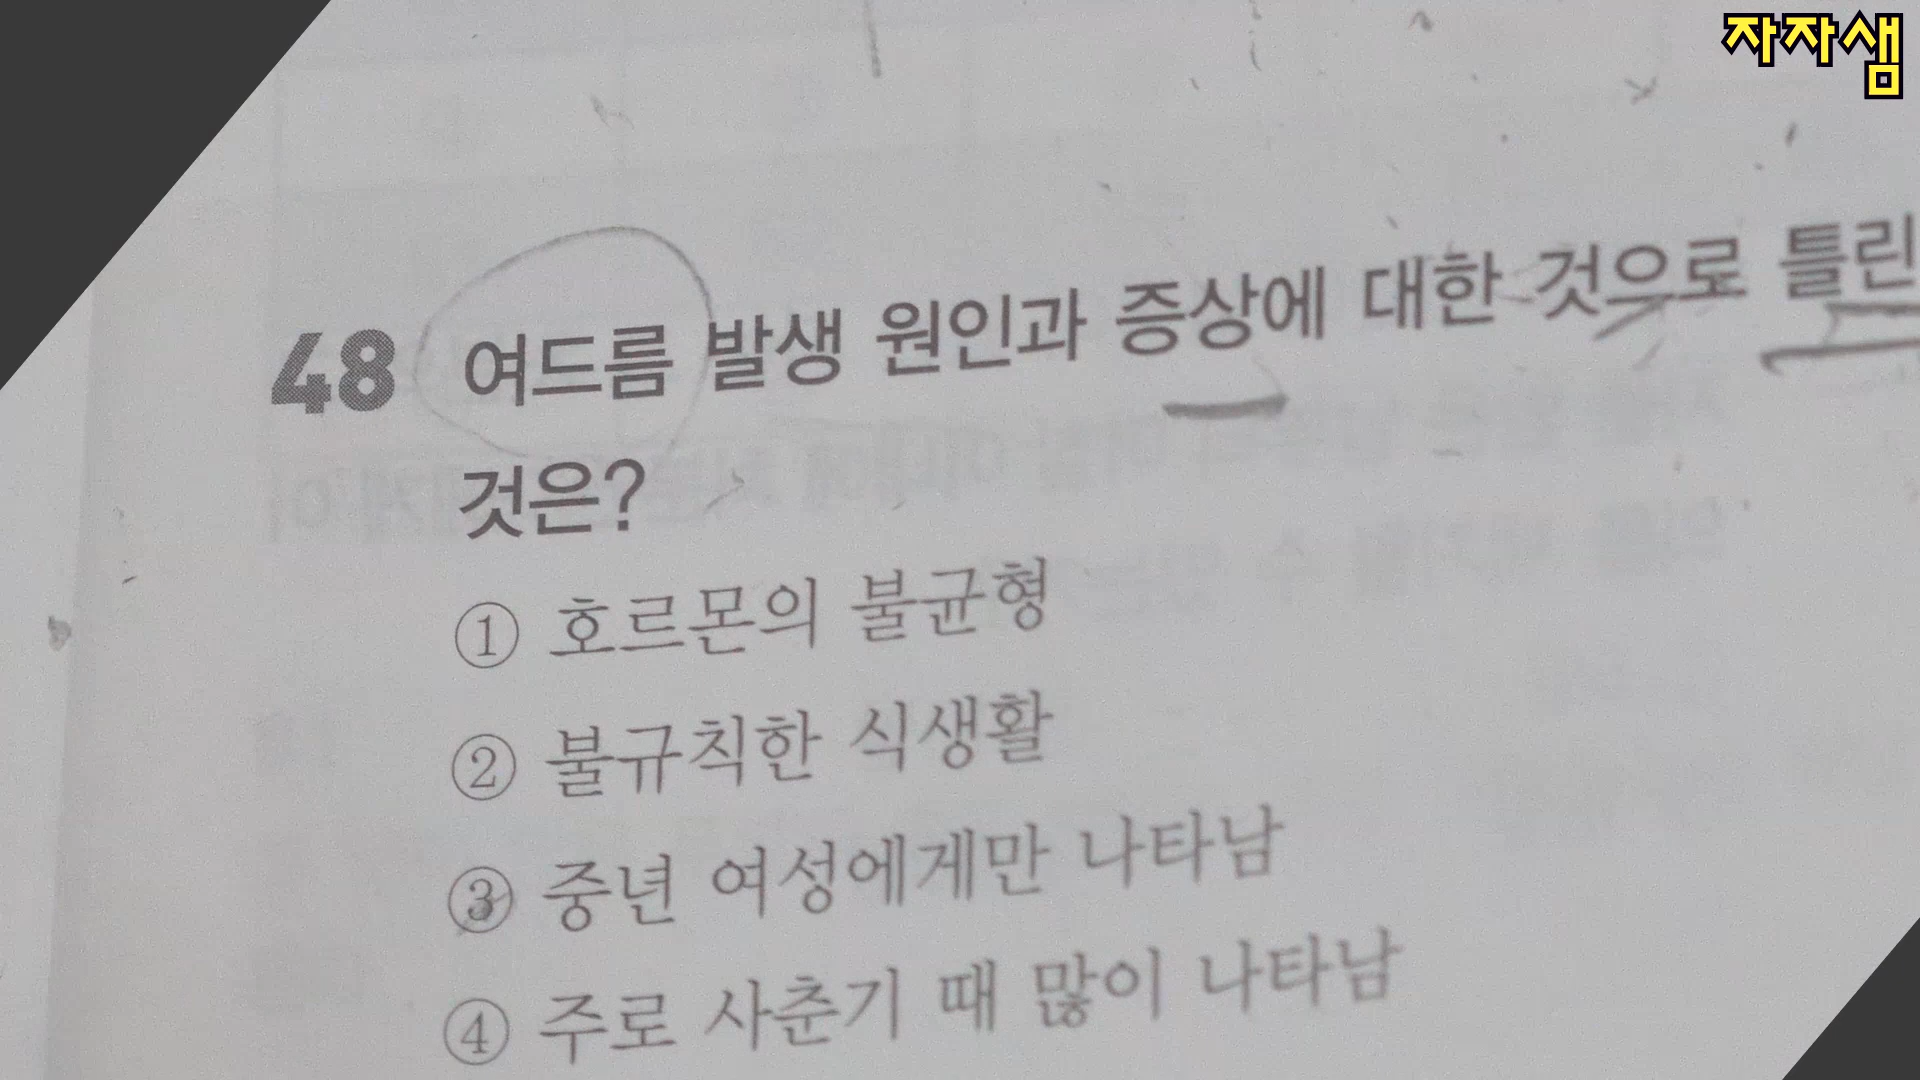 자자샘
48 여드름 발생 원인과 증상에 대한 것으로 틀린
것은?
① 호르몬의 불균형
② 불규칙한 식생활
③ 중년 여성에게만 나타남
④ 주로 사춘기 때 많이 나타남